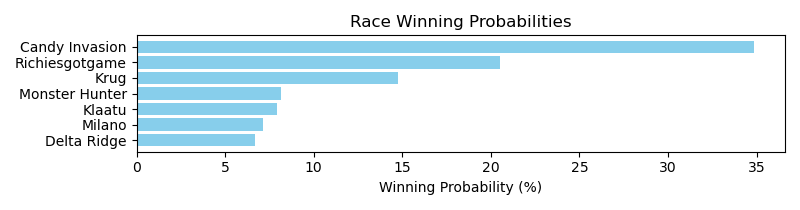 Race Winning Probabilities
Candy Invasion
Richiesgotgame
Krug
Monster Hunter
Klaatu
Milano
Delta Ridge
0 5 10 15 20 25 30 35
Winning Probability (%)